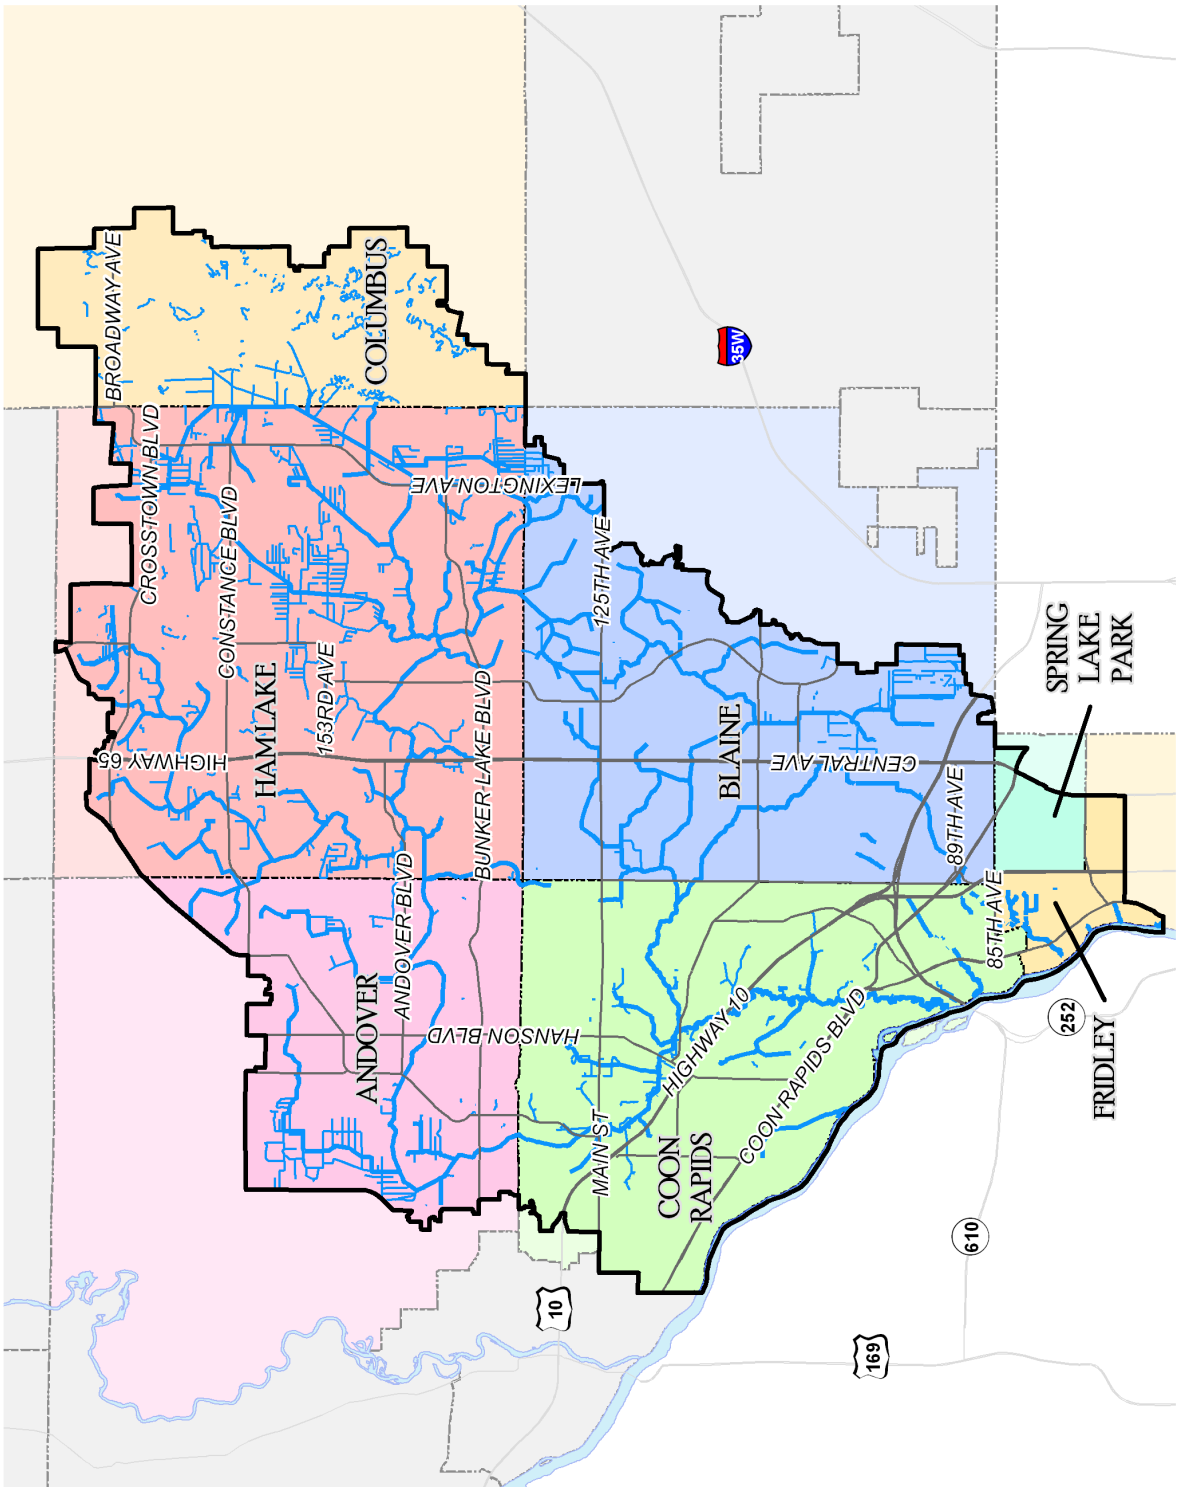 BROADWAY AVE
COLUMBUS
CROSSTOWN BLVD
CONSTANCE BLVD
LEXINGTON AVE
35W
125TH AVE
153RD AVE
HAM LAKE
HIGHWAY 65
BUNKER LAKE BLVD
BLAINE
CENTRAL AVE
SPRING
LAKE
PARK
89TH AVE
85TH AVE
ANDOVER BLVD
ANDOVER
HANSON BLVD
HIGHWAY 10
COON RAPIDS BLVD
MAIN ST
COON
RAPIDS
252
FRIDLEY
610
10
169